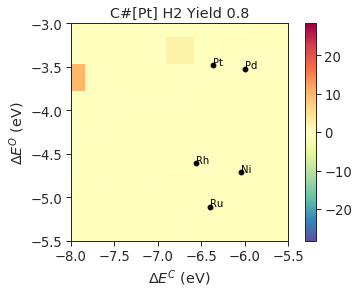 C#[Pt] H2 Yield 0.8
−3.0
−3.5
−4.0
−4.5
−5.0
−5.5
ΔE^O (eV)
Pt
Pd
Rh
Ni
Ru
−8.0 −7.5 −7.0 −6.5 −6.0 −5.5
ΔE^C (eV)
20
10
0
−10
−20